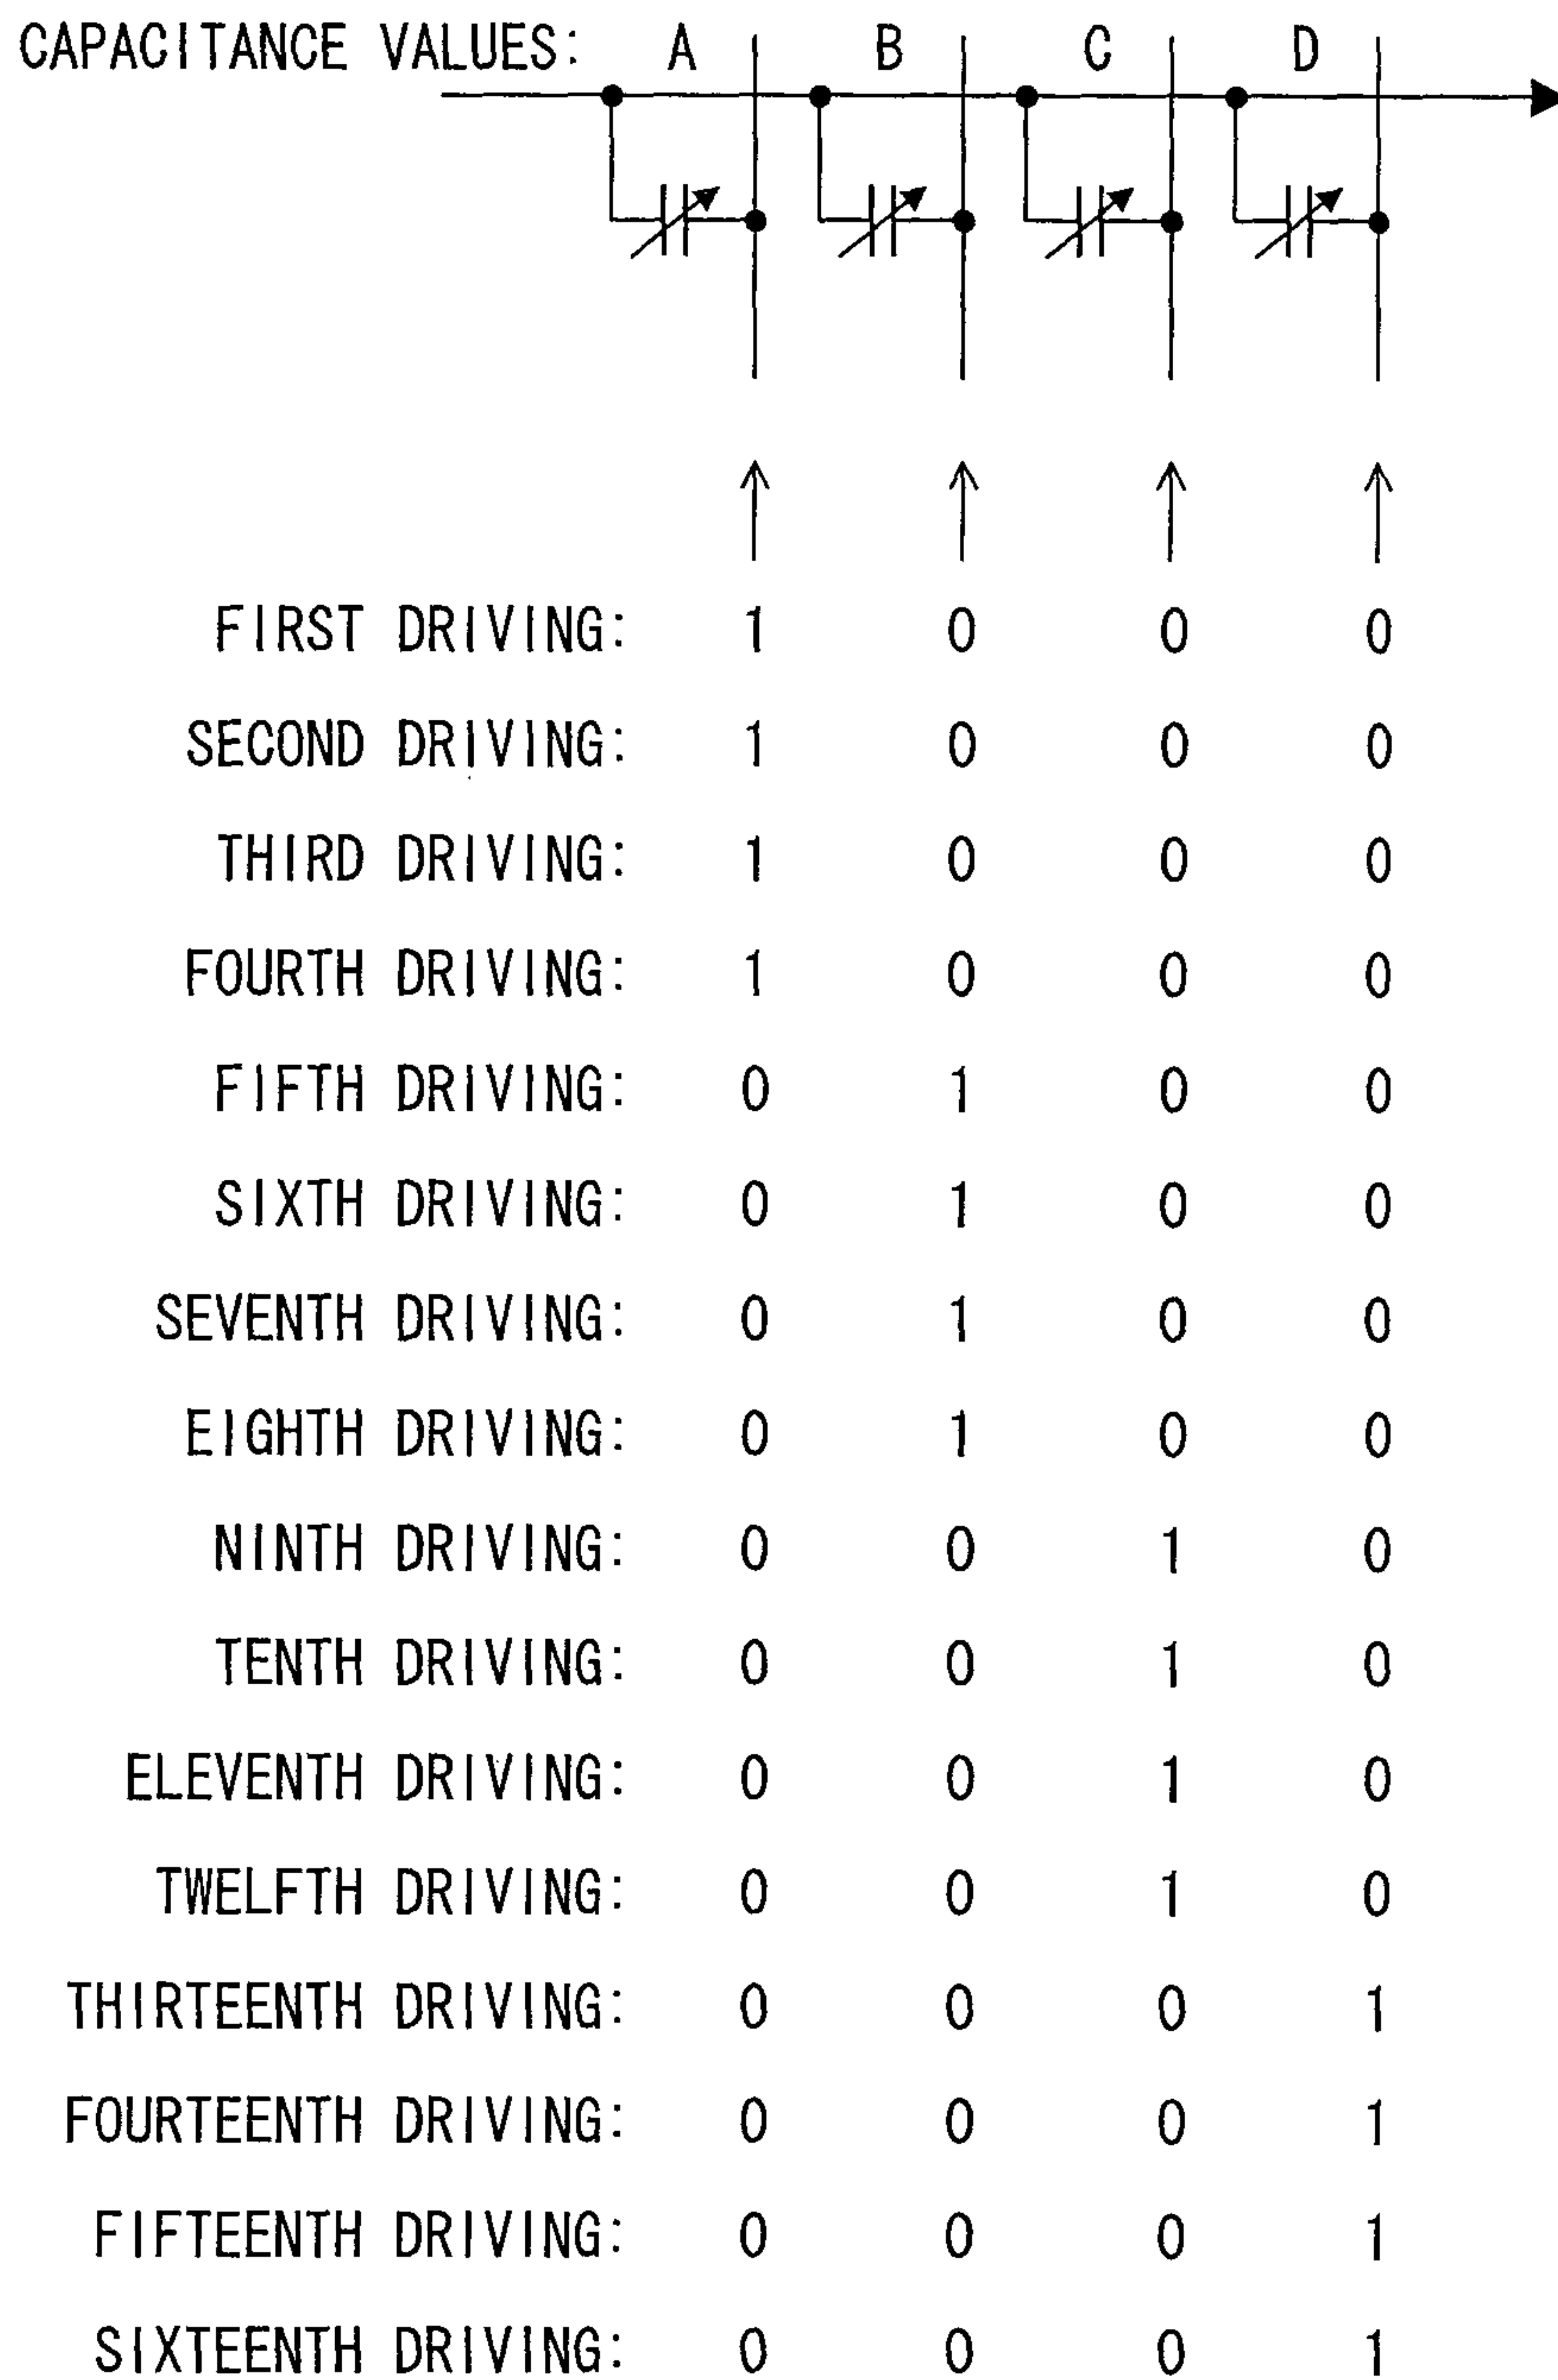 CAPACITANCE VALUES: A B C D
FIRST DRIVING: 1 0 0 0
SECOND DRIVING: 1 0 0 0
THIRD DRIVING: 1 0 0 0
FOURTH DRIVING: 1 0 0 0
FIFTH DRIVING: 0 1 0 0
SIXTH DRIVING: 0 1 0 0
SEVENTH DRIVING: 0 1 0 0
EIGHTH DRIVING: 0 1 0 0
NINTH DRIVING: 0 0 1 0
TENTH DRIVING: 0 0 1 0
ELEVENTH DRIVING: 0 0 1 0
TWELFTH DRIVING: 0 0 1 0
THIRTEENTH DRIVING: 0 0 0 1
FOURTEENTH DRIVING: 0 0 0 1
FIFTEENTH DRIVING: 0 0 0 1
SIXTEENTH DRIVING: 0 0 0 1